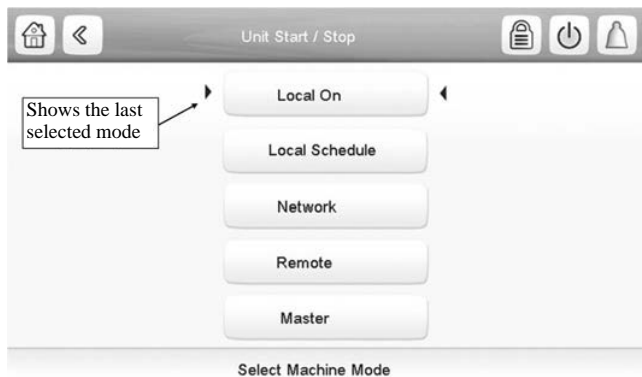 Unit Start / Stop
Shows the last
selected mode
Local On
Local Schedule
Network
Remote
Master
Select Machine Mode